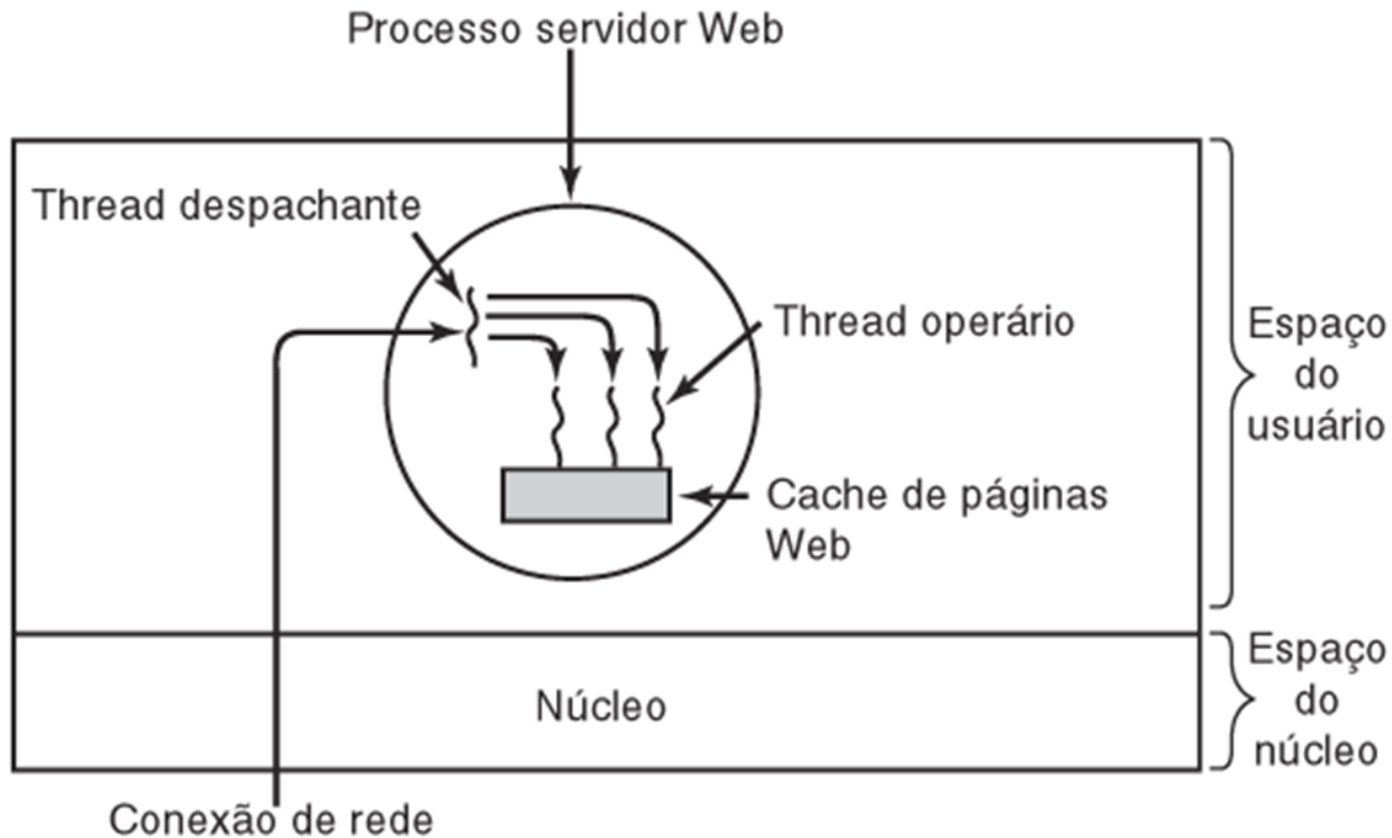 Processo servidor Web
Thread despachante
Thread operário
Cache de páginas
Web
Espaço
do
usuário
Núcleo
Espaço
do
núcleo
Conexão de rede